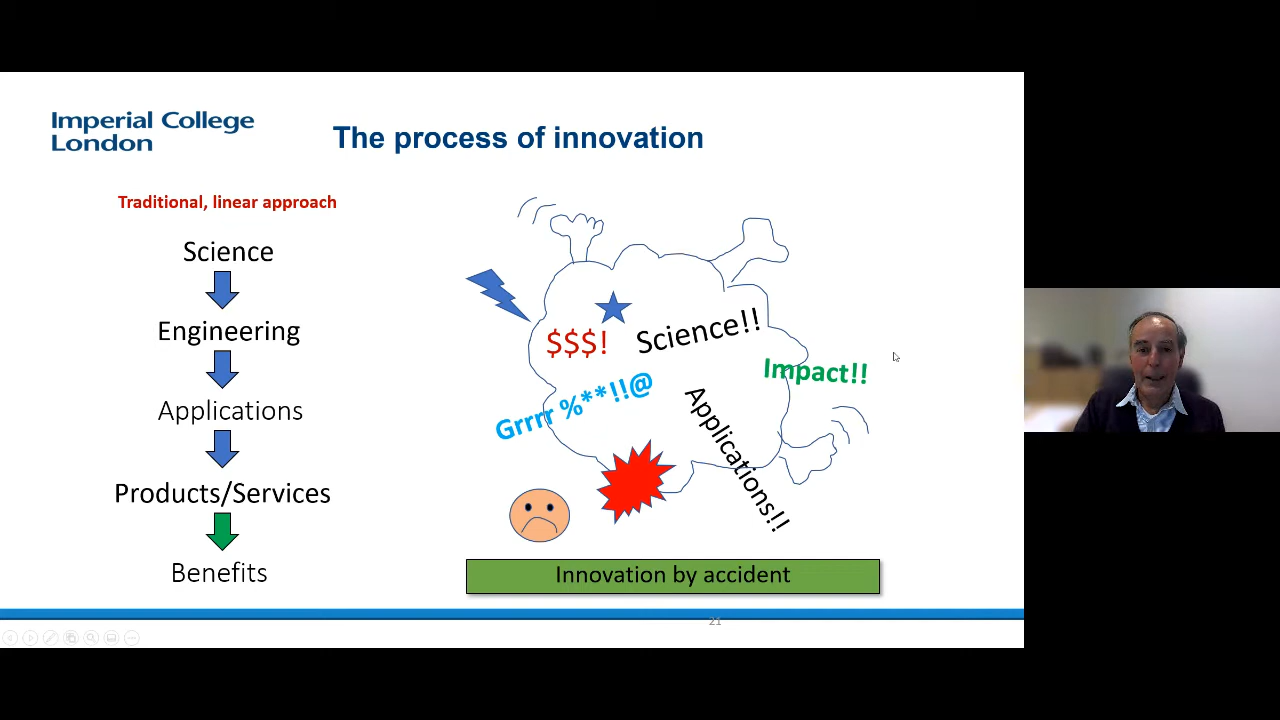 Imperial College
London
The process of innovation
Traditional, linear approach
Science
Engineering
Applications
Products/Services
Benefits
$$$!
Science!!
Impact!!
Grrrr %**!!@
Applications!!
Innovation by accident
21